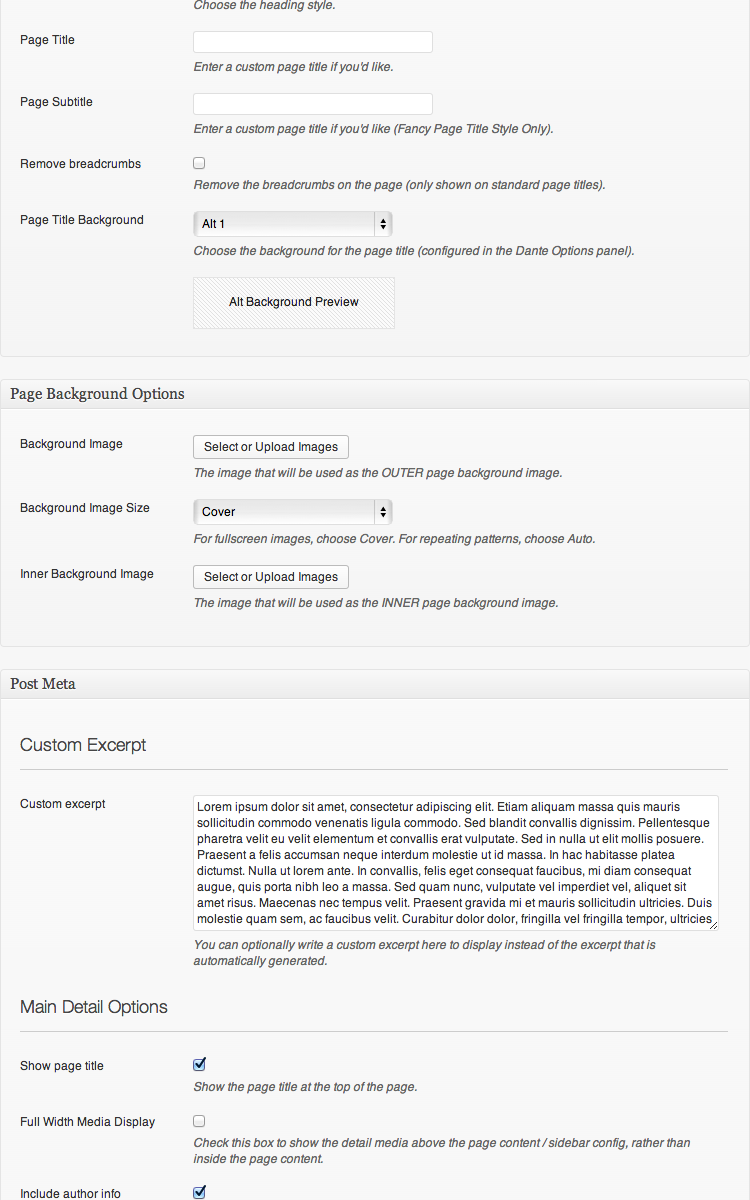 Choose the heading style.
Page Title
Enter a custom page title if you'd like.
Page Subtitle
Enter a custom page title if you'd like (Fancy Page Title Style Only).
Remove breadcrumbs
Remove the breadcrumbs on the page (only shown on standard page titles).
Page Title Background
Alt 1
Choose the background for the page title (configured in the Dante Options panel).
Alt Background Preview
Page Background Options
Background Image
Select or Upload Images
The image that will be used as the OUTER page background image.
Background Image Size
Cover
For fullscreen images, choose Cover. For repeating patterns, choose Auto.
Inner Background Image
Select or Upload Images
The image that will be used as the INNER page background image.
Post Meta
Custom Excerpt
Custom excerpt
Lorem ipsum dolor sit amet, consectetur adipiscing elit. Etiam aliquam massa quis mauris
sollicitudin commodo venenatis ligula commodo. Sed blandit convallis dignissim. Pellentesque
pharetra velit eu velit elementum et convallis erat vulputate. Sed in nulla ut elit mollis posuere.
Praesent a felis accumsan neque interdum molestie ut id massa. In hac habitasse platea
dictumst. Nulla ut lorem ante. In convallis, felis eget consequat faucibus, mi diam consequat
augue, quis porta nibh leo a massa. Sed quam nunc, vulputate vel imperdiet vel, aliquet sit
amet risus. Maecenas nec tempus velit. Praesent gravida mi et mauris sollicitudin ultricies. Duis
molestie quam sem, ac faucibus velit. Curabitur dolor dolor, fringilla vel fringilla tempor, ultricies
You can optionally write a custom excerpt here to display instead of the excerpt that is
automatically generated.
Main Detail Options
Show page title
Show the page title at the top of the page.
Full Width Media Display
Check this box to show the detail media above the page content / sidebar config, rather than
inside the page content.
Include author info